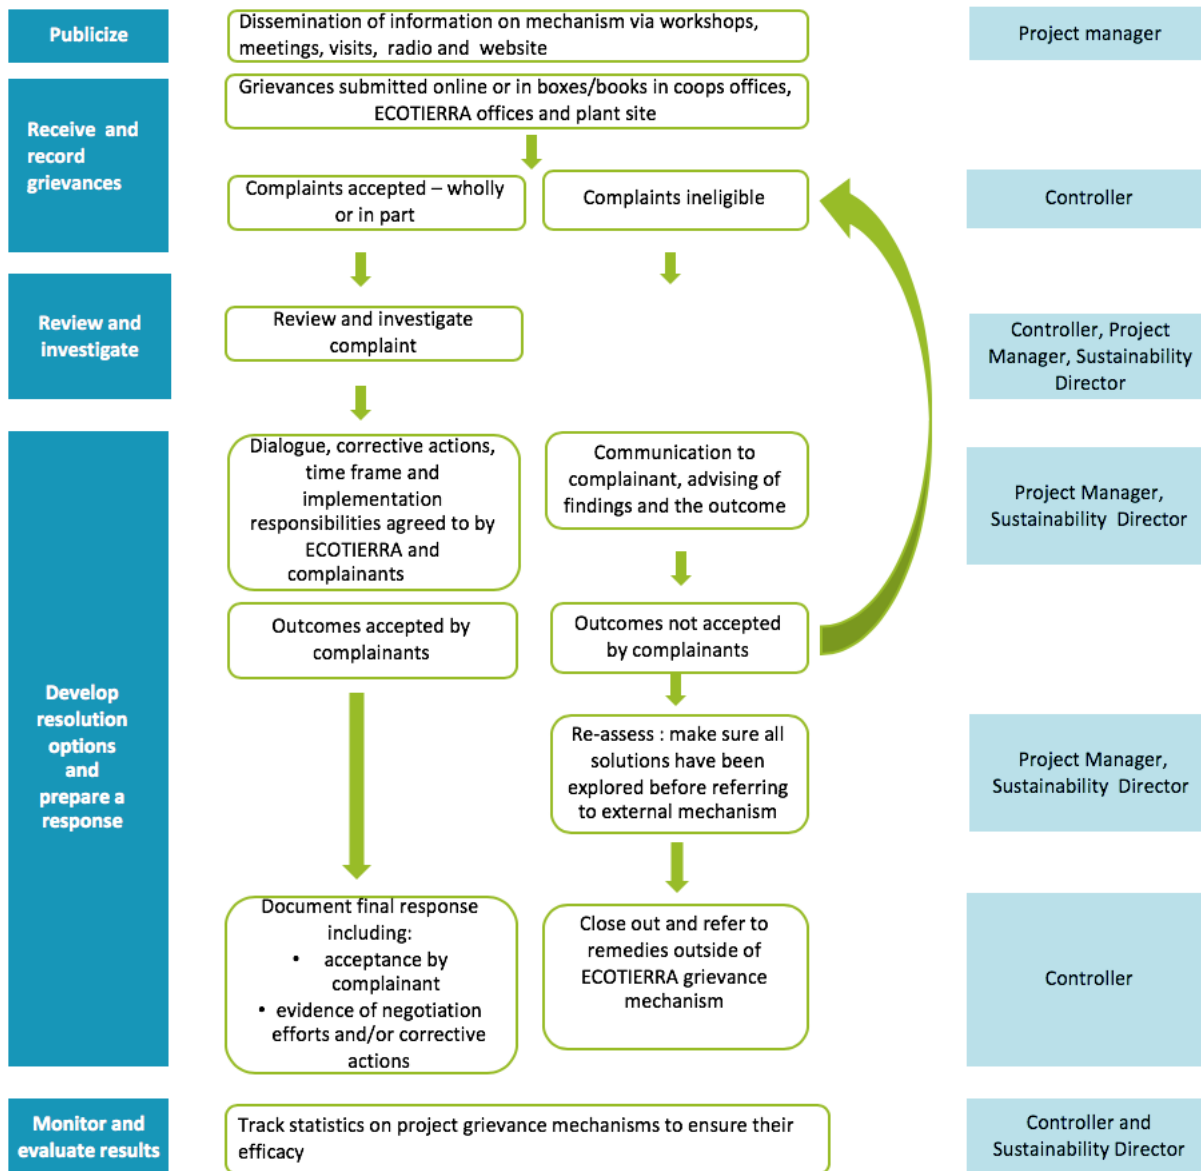 Publicize
Dissemination of information on mechanism via workshops,
meetings, visits, radio and website
Project manager
Receive and
record
grievances
Grievances submitted online or in boxes/books in coops offices,
ECOTIERRA offices and plant site
Complaints accepted – wholly
or in part
Complaints ineligible
Controller
Review and
investigate
Review and investigate
complaint
Controller, Project
Manager, Sustainability
Director
Develop
resolution
options
and
prepare a
response
Dialogue, corrective actions,
time frame and
implementation
responsibilities agreed to by
ECOTIERRA and
complainants
Communication to
complainant, advising of
findings and the outcome
Project Manager,
Sustainability Director
Outcomes accepted by
complainants
Outcomes not accepted
by complainants
Re-assess : make sure all
solutions have been
explored before referring
to external mechanism
Project Manager,
Sustainability Director
Document final response
including:
• acceptance by
complainant
• evidence of negotiation
efforts and/or corrective
actions
Close out and refer to
remedies outside of
ECOTIERRA grievance
mechanism
Controller
Monitor and
evaluate results
Track statistics on project grievance mechanisms to ensure their
efficacy
Controller and
Sustainability Director